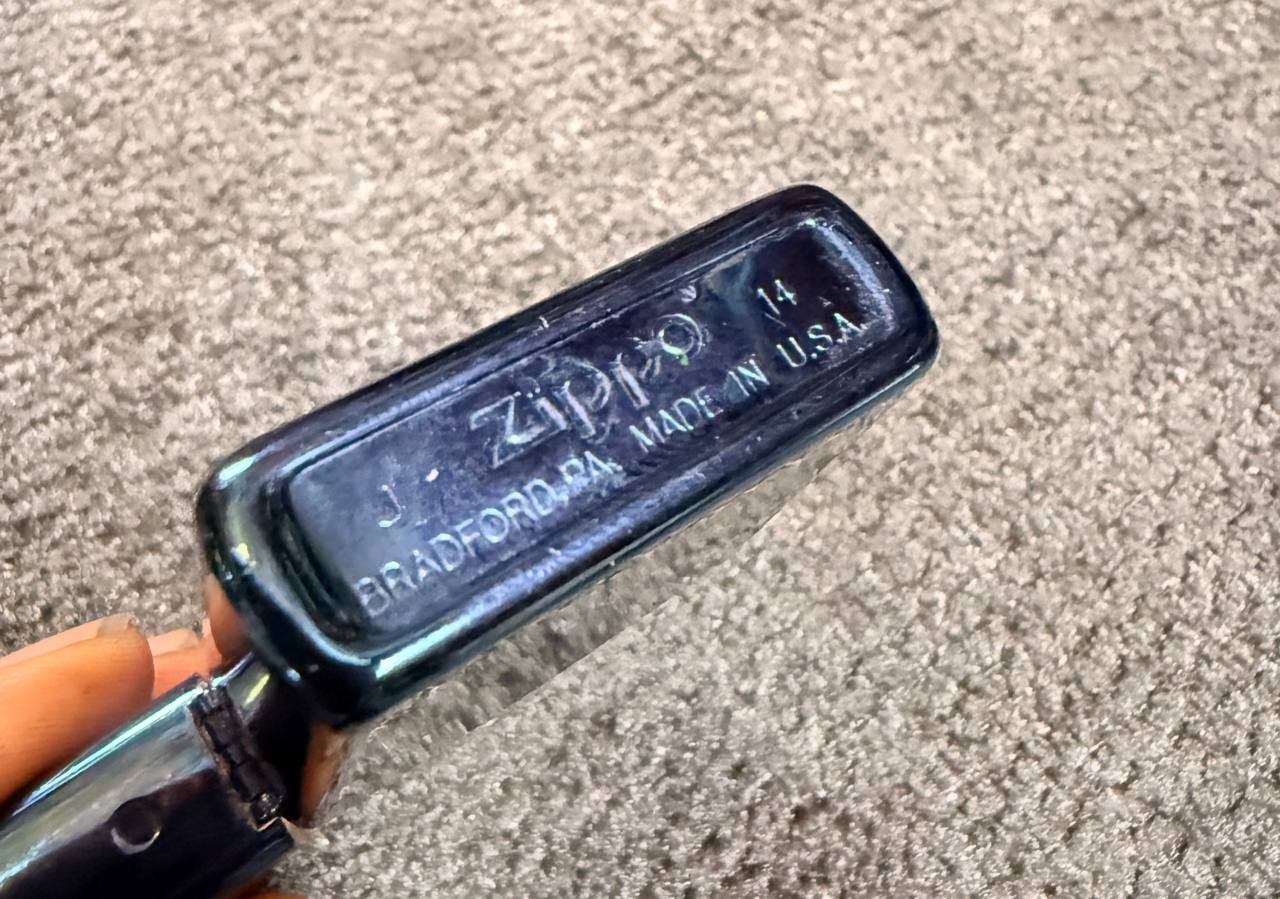 J Zippo 14
BRADFORD, PA. MADE IN U.S.A.